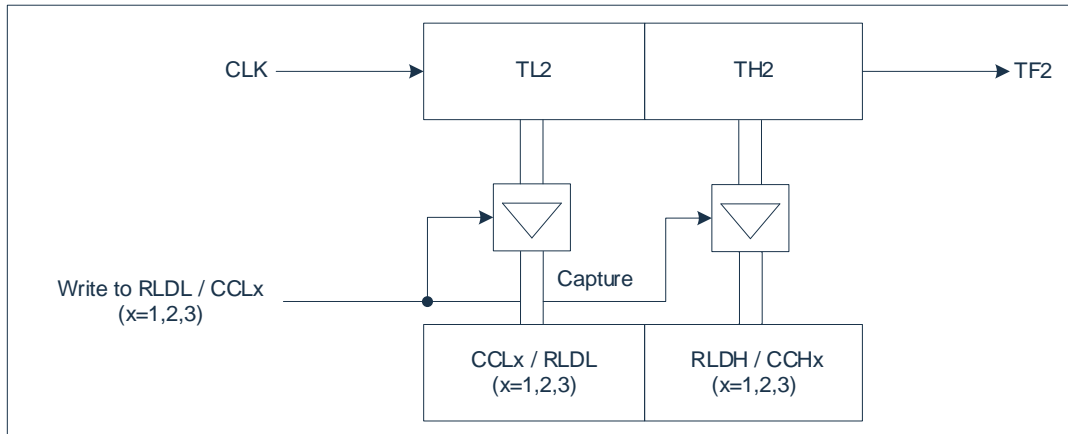 CLK
TL2
TH2
TF2
Write to RLDL / CCLx
(x=1,2,3)
Capture
CCLx / RLDL
(x=1,2,3)
RLDH / CCHx
(x=1,2,3)